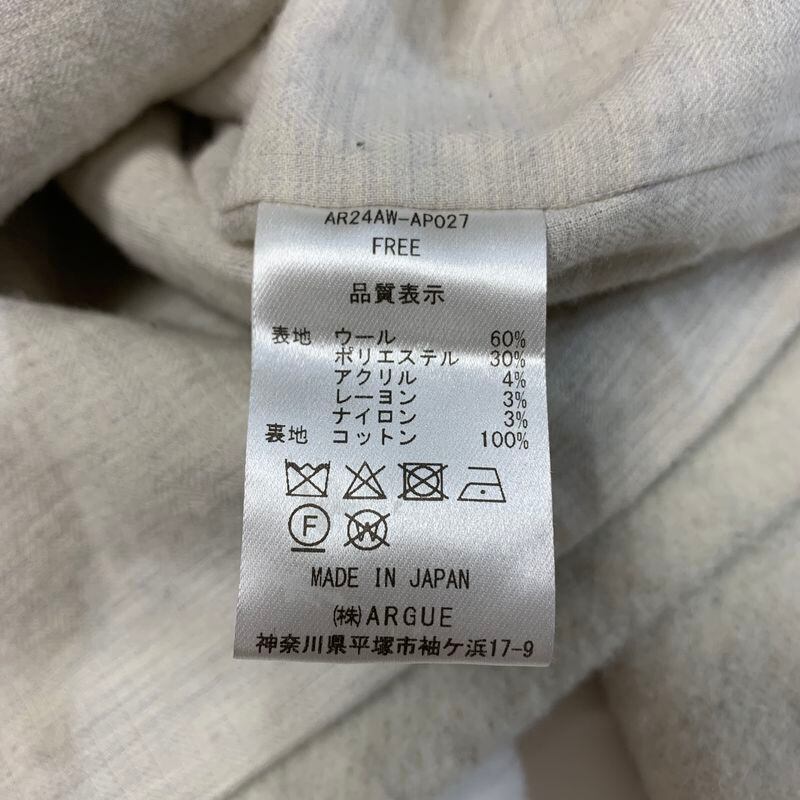 AR24AW-AP027
FREE
品質表示
表地 ウール 60%
ポリエステル 30%
アクリル 4%
レーヨン 3%
ナイロン 3%
裏地 コットン 100%
F W
MADE IN JAPAN
㈱ARGUE
神奈川県平塚市袖ケ浜17-9